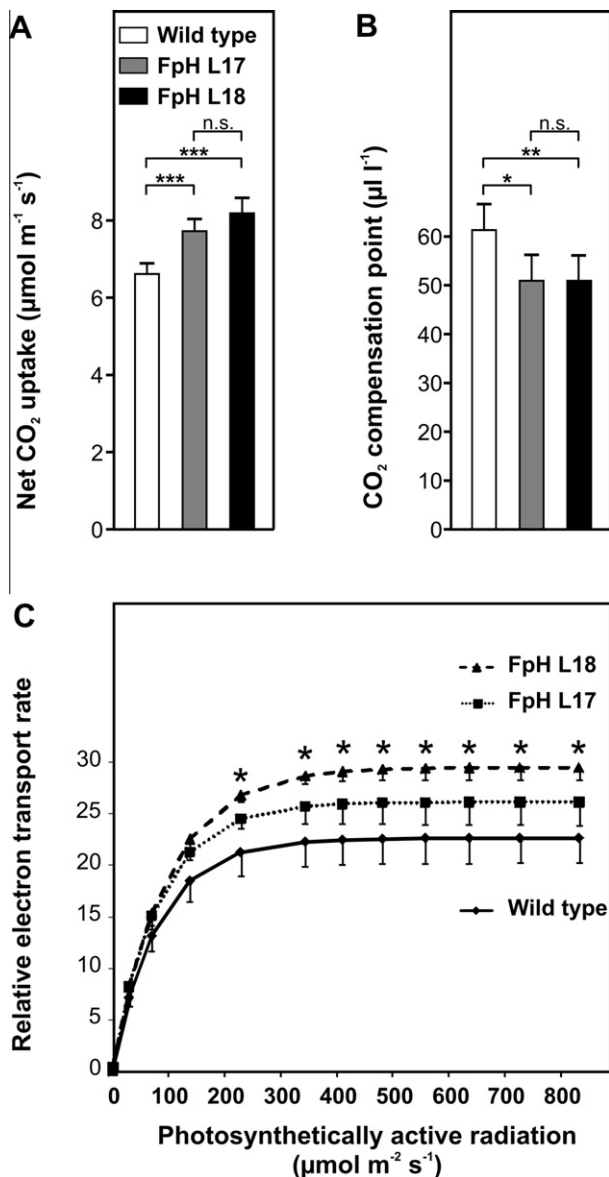 A
Wild type
FpH L17
FpH L18
n.s.
***
***
Net CO₂ uptake (µmol m⁻¹ s⁻¹)
8
6
4
2
0
B
n.s.
**
*
CO₂ compensation point (µl l⁻¹)
60
50
40
30
20
10
0
C
FpH L18
FpH L17
Wild type
* * * * * * * *
Relative electron transport rate
30
25
20
15
10
5
0
0 100 200 300 400 500 600 700 800
Photosynthetically active radiation
(µmol m⁻² s⁻¹)